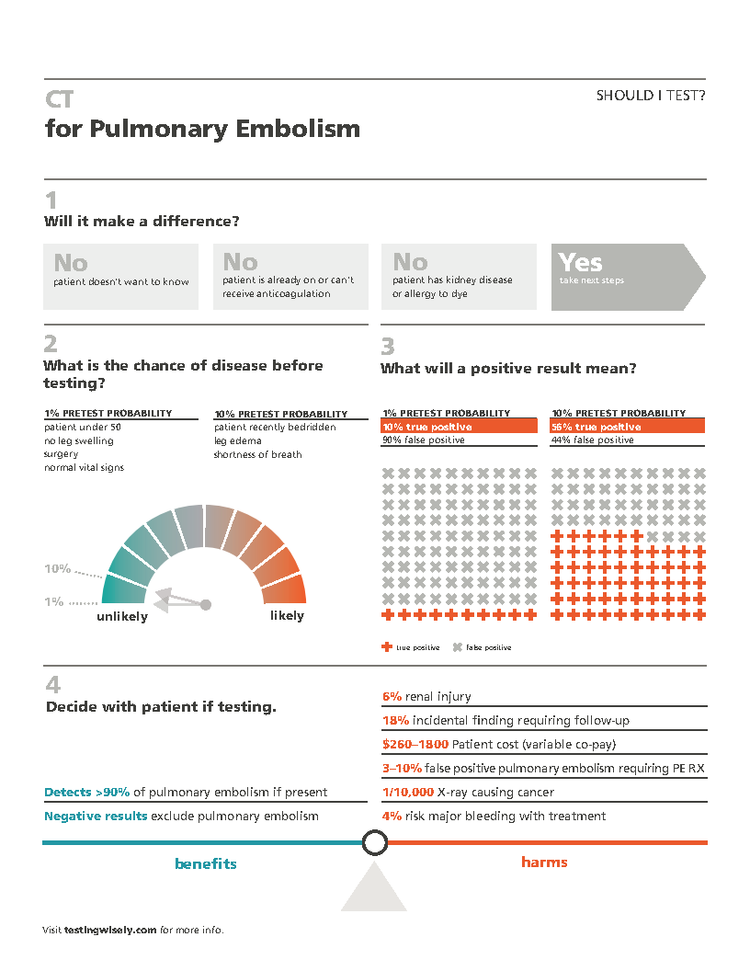 CT
SHOULD I TEST?
for Pulmonary Embolism
1
Will it make a difference?
No
patient doesn't want to know
No
patient is already on or can't
receive anticoagulation
No
patient has kidney disease
or allergy to dye
Yes
take next steps
2
What is the chance of disease before
testing?
1% PRETEST PROBABILITY
patient under 50
no leg swelling
surgery
normal vital signs
10% PRETEST PROBABILITY
patient recently bedridden
leg edema
shortness of breath
10%
1%
unlikely
likely
3
What will a positive result mean?
1% PRETEST PROBABILITY
10% true positive
90% false positive
10% PRETEST PROBABILITY
56% true positive
44% false positive
true positive
false positive
4
Decide with patient if testing.
Detects >90% of pulmonary embolism if present
Negative results exclude pulmonary embolism
6% renal injury
18% incidental finding requiring follow-up
$260–1800 Patient cost (variable co-pay)
3–10% false positive pulmonary embolism requiring PE RX
1/10,000 X-ray causing cancer
4% risk major bleeding with treatment
benefits
harms
Visit testingwisely.com for more info.